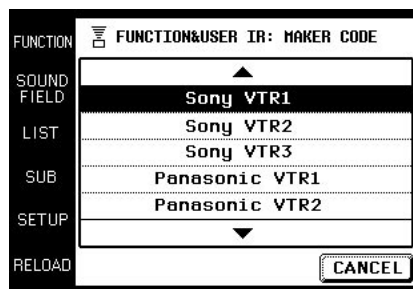 FUNCTION
SOUND
FIELD
LIST
SUB
SETUP
RELOAD
FUNCTION&USER IR: MAKER CODE
Sony VTR1
Sony VTR2
Sony VTR3
Panasonic VTR1
Panasonic VTR2
CANCEL